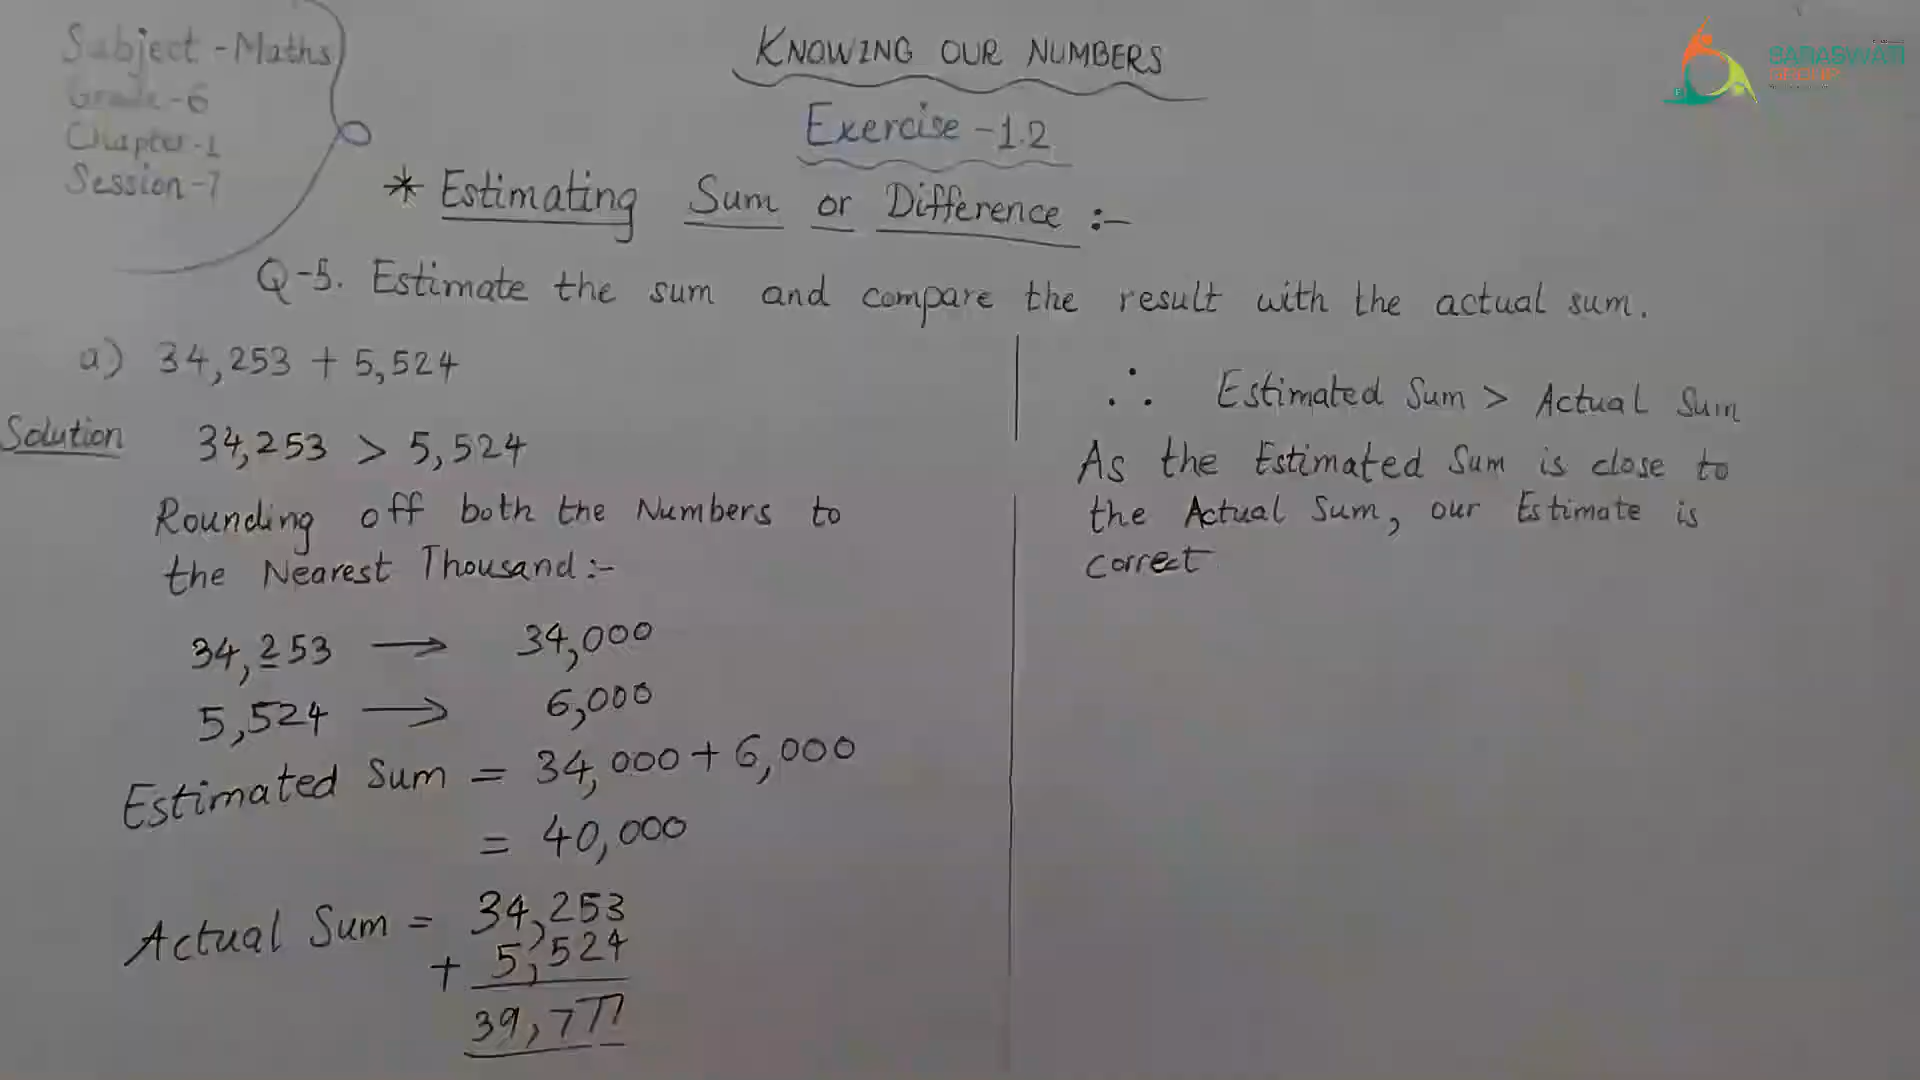 Subject - Maths
Grade - 6
Chapter - 1
Session - 7
KNOWING OUR NUMBERS
Exercise - 1.2
* Estimating Sum or Difference :-
Q-5. Estimate the sum and compare the result with the actual sum.
a) 34,253 + 5,524
Solution 34,253 > 5,524
Rounding off both the Numbers to
the Nearest Thousand :-
34,253 → 34,000
5,524 → 6,000
Estimated Sum = 34,000 + 6,000
= 40,000
Actual Sum = 34,253
+ 5,524
39,777
∴ Estimated Sum > Actual Sum
As the Estimated Sum is close to
the Actual Sum, our Estimate is
correct
SARASWATI
GROUP